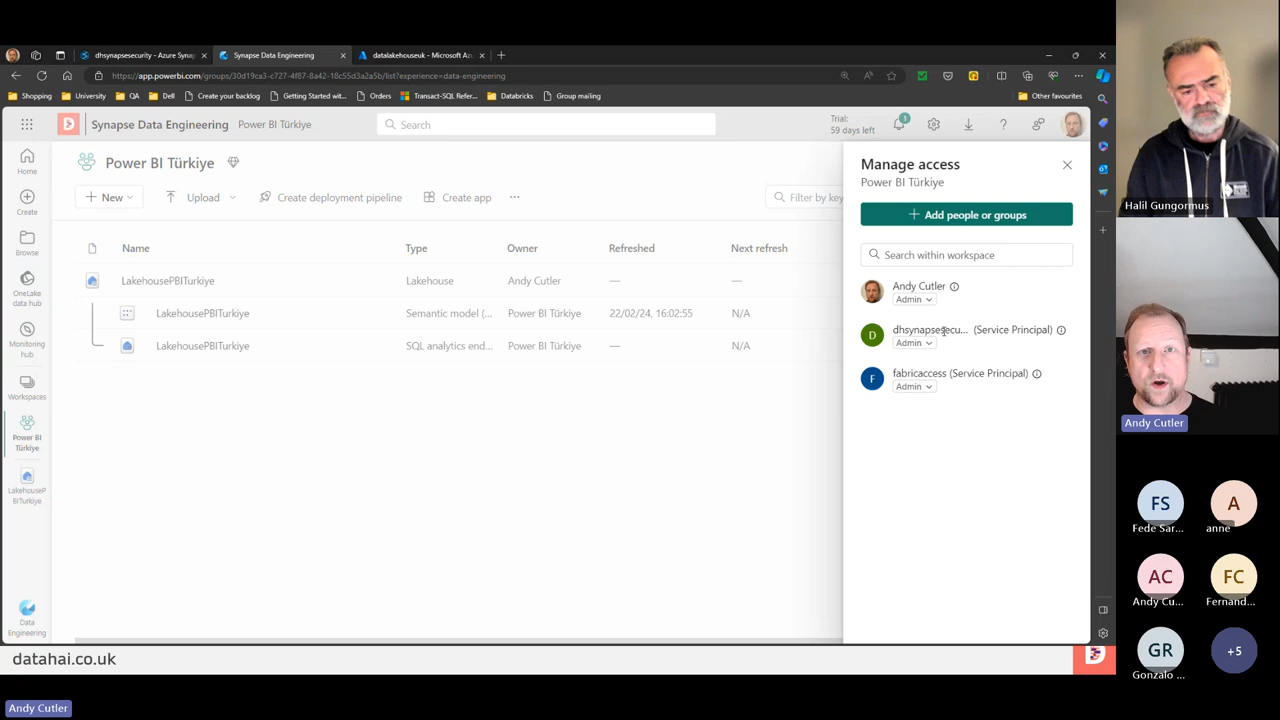 dhsynapsesecurity - Azure Syna
Synapse Data Engineering
datalakehouseuk - Microsoft Az
https://app.powerbi.com/groups/30d19ca3-c727-4f87-8a42-18c55d3a2a5b/list?experience=data-engineering
Shopping
University
QA
Dell
Create your backlog
Getting Started wit...
Orders
Transact-SQL Refer...
Databricks
Group mailing
Other favourites
Synapse Data Engineering
Power BI Türkiye
Search
Trial:
59 days left
1
Home
Create
Browse
OneLake
data hub
Monitoring
hub
Workspaces
Power BI
Türkiye
LakehouseP
BITurkiye
Data
Engineering
Power BI Türkiye
New
Upload
Create deployment pipeline
Create app
...
Filter by key
Name
Type
Owner
Refreshed
Next refresh
LakehousePBITurkiye
Lakehouse
Andy Cutler
—
—
LakehousePBITurkiye
Semantic model (...
Power BI Türkiye
22/02/24, 16:02:55
N/A
LakehousePBITurkiye
SQL analytics end...
Power BI Türkiye
—
N/A
Manage access
Power BI Türkiye
Add people or groups
Search within workspace
Andy Cutler
Admin
D
dhsynapsesecu... (Service Principal)
Admin
F
fabricaccess (Service Principal)
Admin
datahai.co.uk
Andy Cutler
Halil Gungormus
Andy Cutler
FS
Fede Sar...
A
anne
AC
Andy Cu...
FC
Fernand...
GR
Gonzalo ...
+5